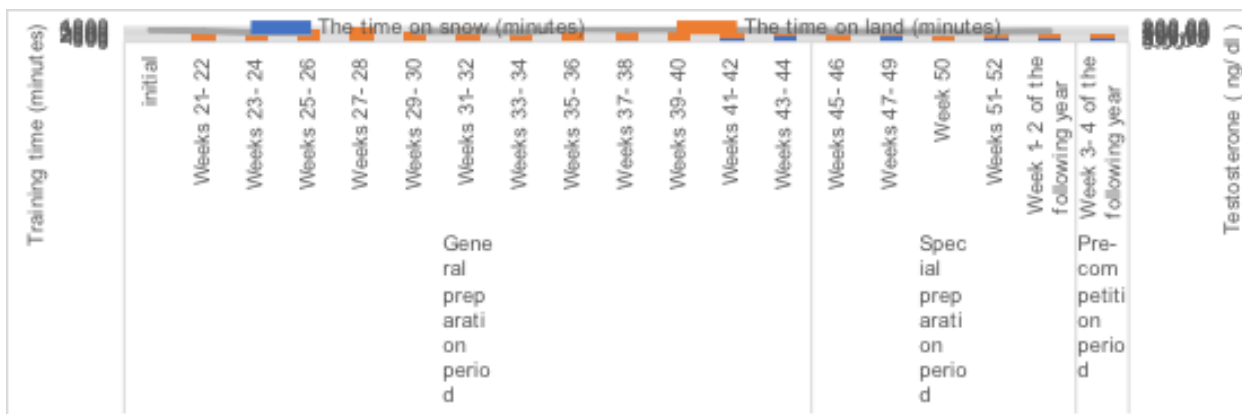 The time on snow (minutes)
The time on land (minutes)
Training time (minutes)
Testosterone ( ng/dl )
initial
Weeks 21- 22
Weeks 23- 24
Weeks 25- 26
Weeks 27- 28
Weeks 29- 30
Weeks 31- 32
Weeks 33- 34
Weeks 35- 36
Weeks 37- 38
Weeks 39- 40
Weeks 41- 42
Weeks 43- 44
Weeks 45- 46
Weeks 47- 49
Week 50
Weeks 51- 52
Week 1- 2 of the
following year
Week 3- 4 of the
following year
Gene
ral
prep
arati
on
perio
d
Spec
ial
prep
arati
on
perio
d
Pre-
com
petiti
on
perio
d